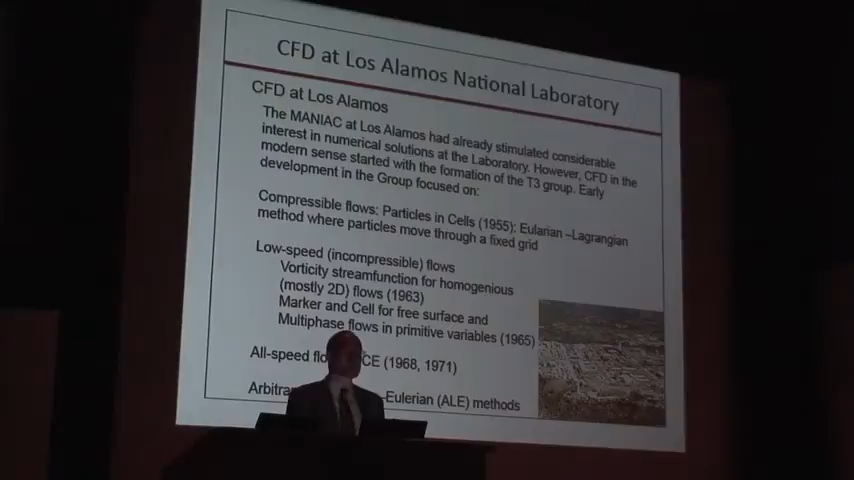 CFD at Los Alamos National Laboratory
CFD at Los Alamos
The MANIAC at Los Alamos had already stimulated considerable
interest in numerical solutions at the Laboratory. However, CFD in the
modern sense started with the formation of the T3 group. Early
development in the Group focused on:
Compressible flows: Particles in Cells (1955): Eularian –Lagrangian
method where particles move through a fixed grid
Low-speed (incompressible) flows
Vorticity streamfunction for homogenious
(mostly 2D) flows (1963)
Marker and Cell for free surface and
Multiphase flows in primitive variables (1965)
All-speed CE (1968, 1971)
–Eulerian (ALE) methods